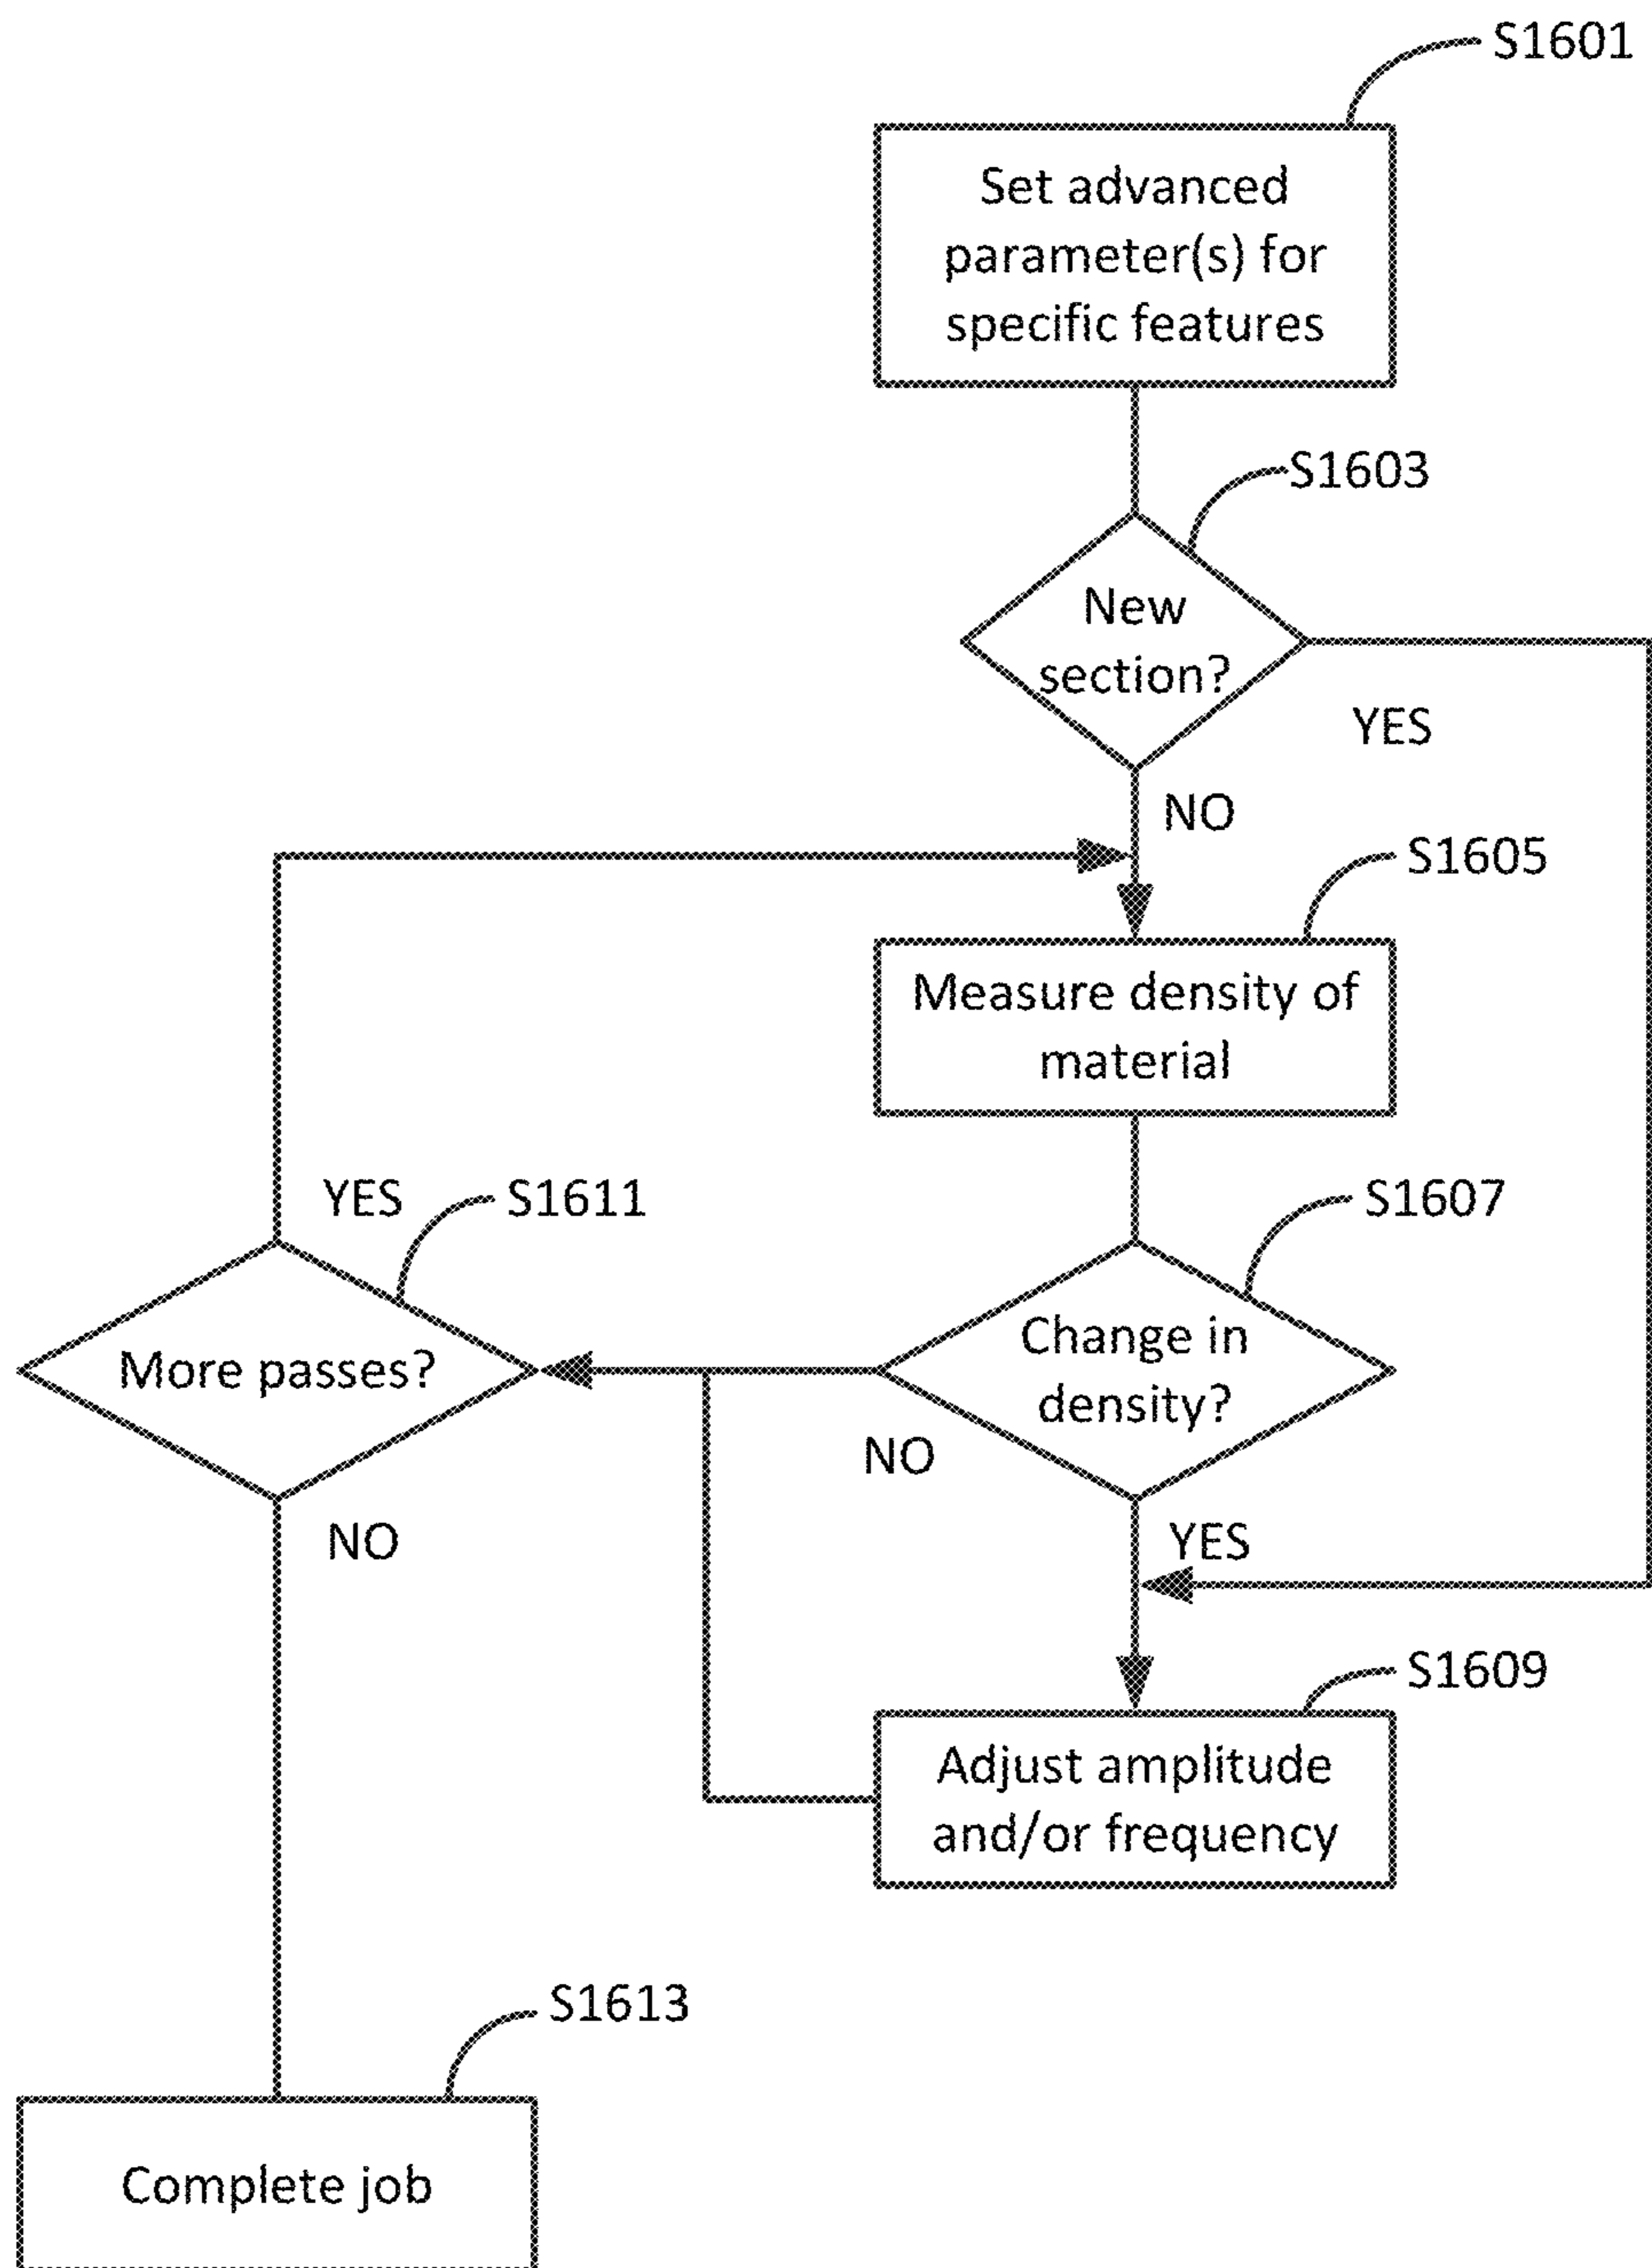 S1601
Set advanced
parameter(s) for
specific features
S1603
New
section?
YES
NO
S1605
Measure density of
material
YES
S1611
S1607
More passes?
Change in
density?
NO
NO
YES
S1609
Adjust amplitude
and/or frequency
S1613
Complete job